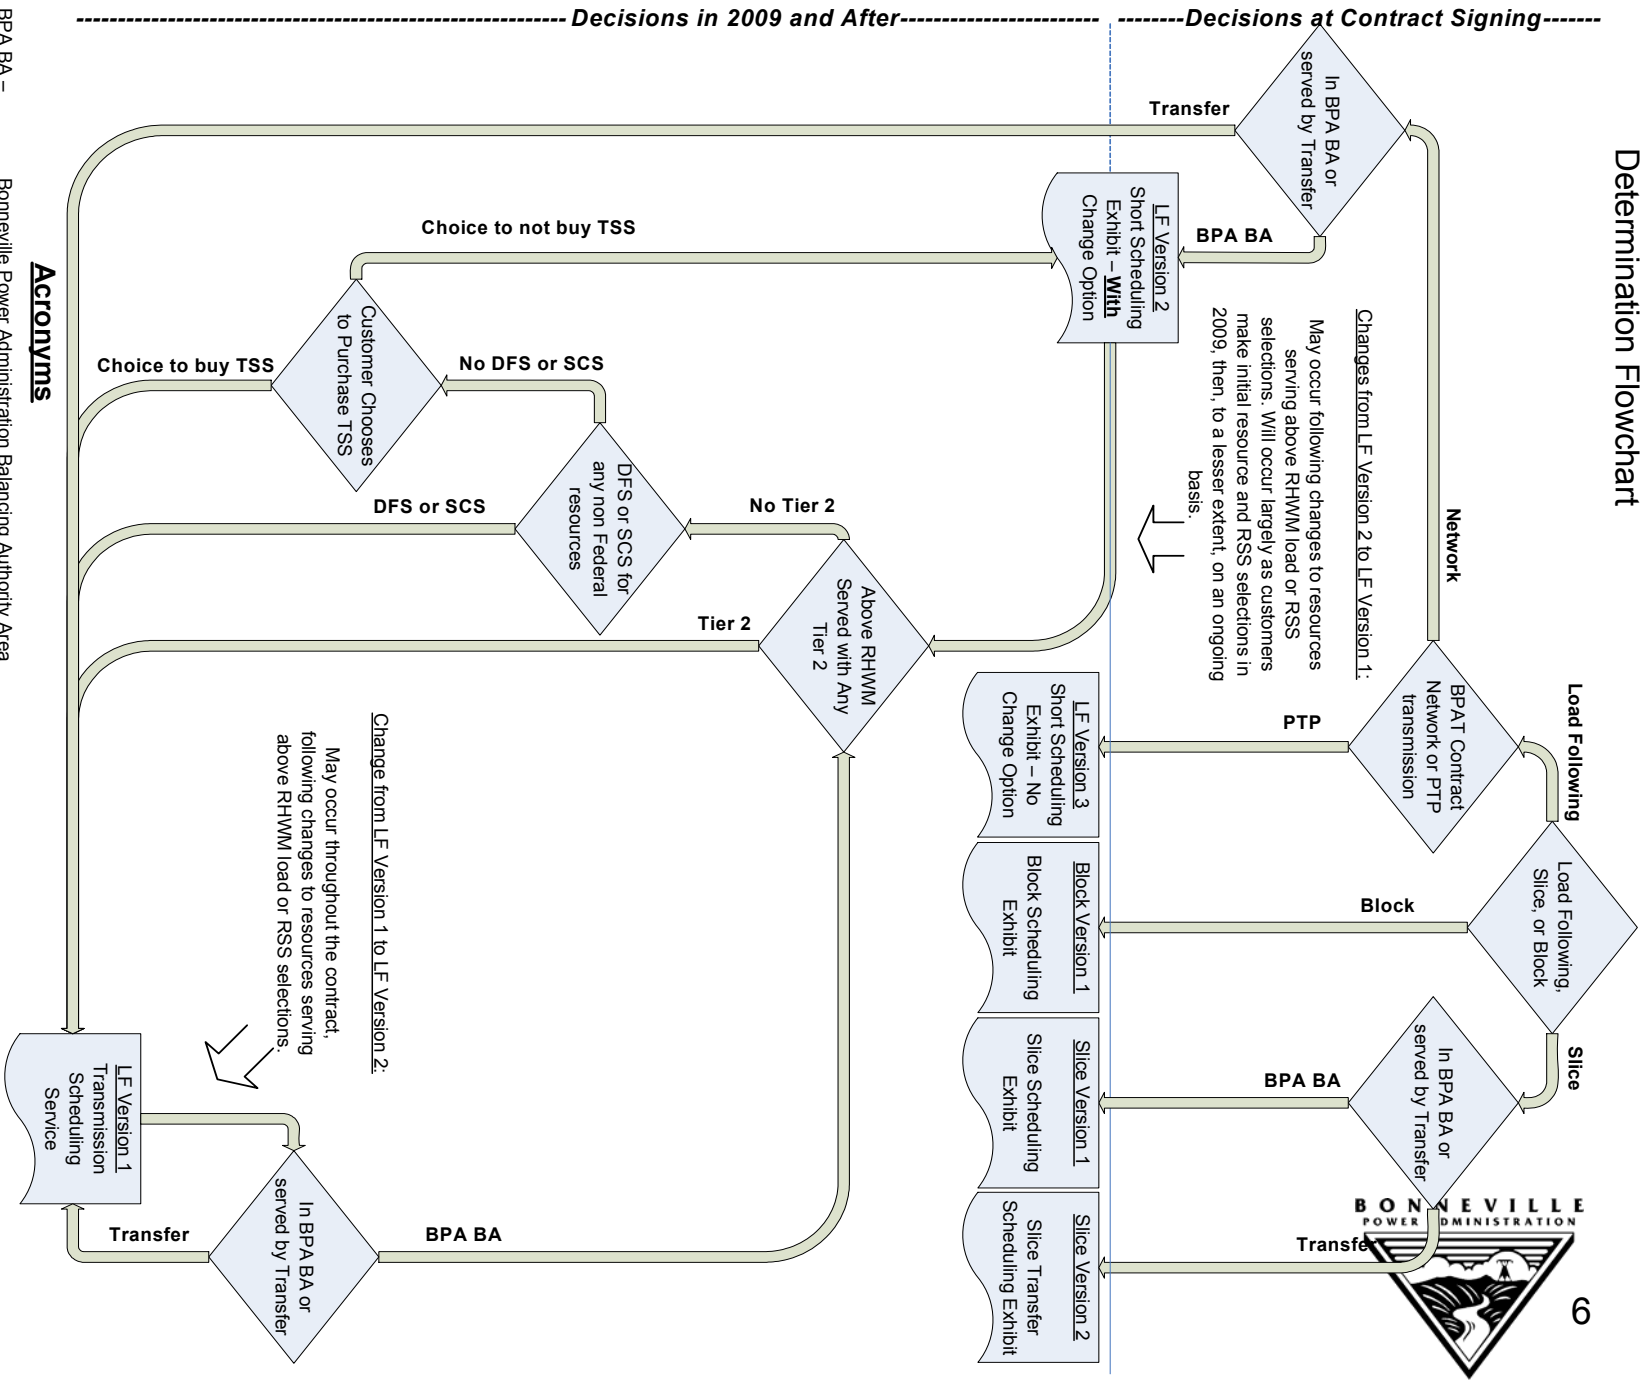 Determination Flowchart
BONNEVILLE
POWER ADMINISTRATION
6
-------Decisions at Contract Signing-------
Load Following,
Slice, or Block
Load Following
Block
Slice
BPAT Contract
Network or PTP
transmission
Network
PTP
In BPA BA or
served by Transfer
BPA BA
Transfer
In BPA BA or
served by Transfer
Transfer
BPA BA
Changes from LF Version 2 to LF Version 1:
May occur following changes to resources
serving above RHWM load or RSS
selections. Will occur largely as customers
make initial resource and RSS selections in
2009, then, to a lesser extent, on an ongoing
basis.
LF Version 2
Short Scheduling
Exhibit – With
Change Option
LF Version 3
Short Scheduling
Exhibit – No
Change Option
Block Version 1
Block Scheduling
Exhibit
Slice Version 1
Slice Scheduling
Exhibit
Slice Version 2
Slice Transfer
Scheduling Exhibit
Decisions in 2009 and After
Above RHWM
Served with Any
Tier 2
No Tier 2
Tier 2
DFS or SCS for
any non Federal
resources
No DFS or SCS
DFS or SCS
Customer Chooses
to Purchase TSS
Choice to not buy TSS
Choice to buy TSS
Change from LF Version 1 to LF Version 2:
May occur throughout the contract,
following changes to resources serving
above RHWM load or RSS selections.
LF Version 1
Transmission
Scheduling
Service
In BPA BA or
served by Transfer
BPA BA
Transfer
Acronyms
BPA BA – Bonneville Power Administration Balancing Authority Area